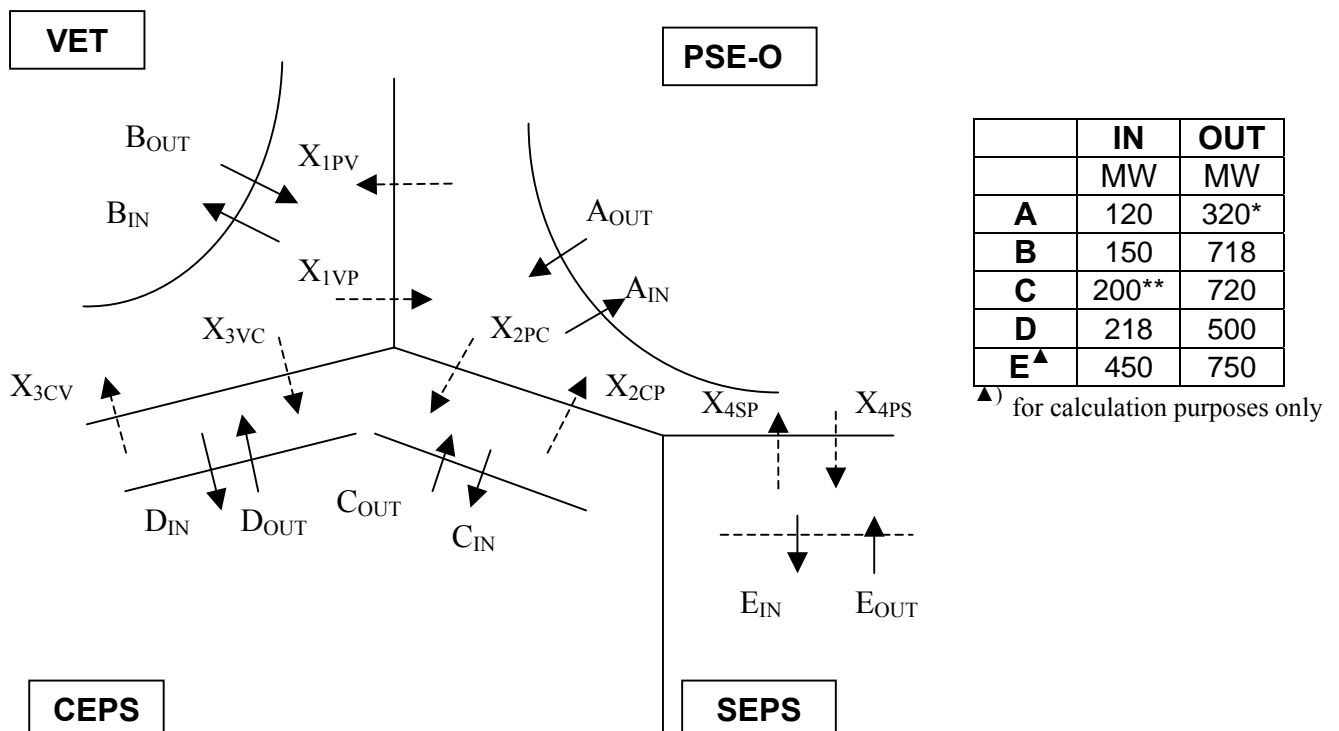 VET
PSE-O
B_OUT
X_1PV
B_IN
A_OUT
X_1VP
A_IN
X_3VC
X_2PC
X_3CV
X_2CP
X_4SP
X_4PS
D_IN
D_OUT
C_OUT
C_IN
E_IN
E_OUT
CEPS
SEPS
IN OUT
MW MW
A 120 320*
B 150 718
C 200** 720
D 218 500
E▲ 450 750
▲) for calculation purposes only